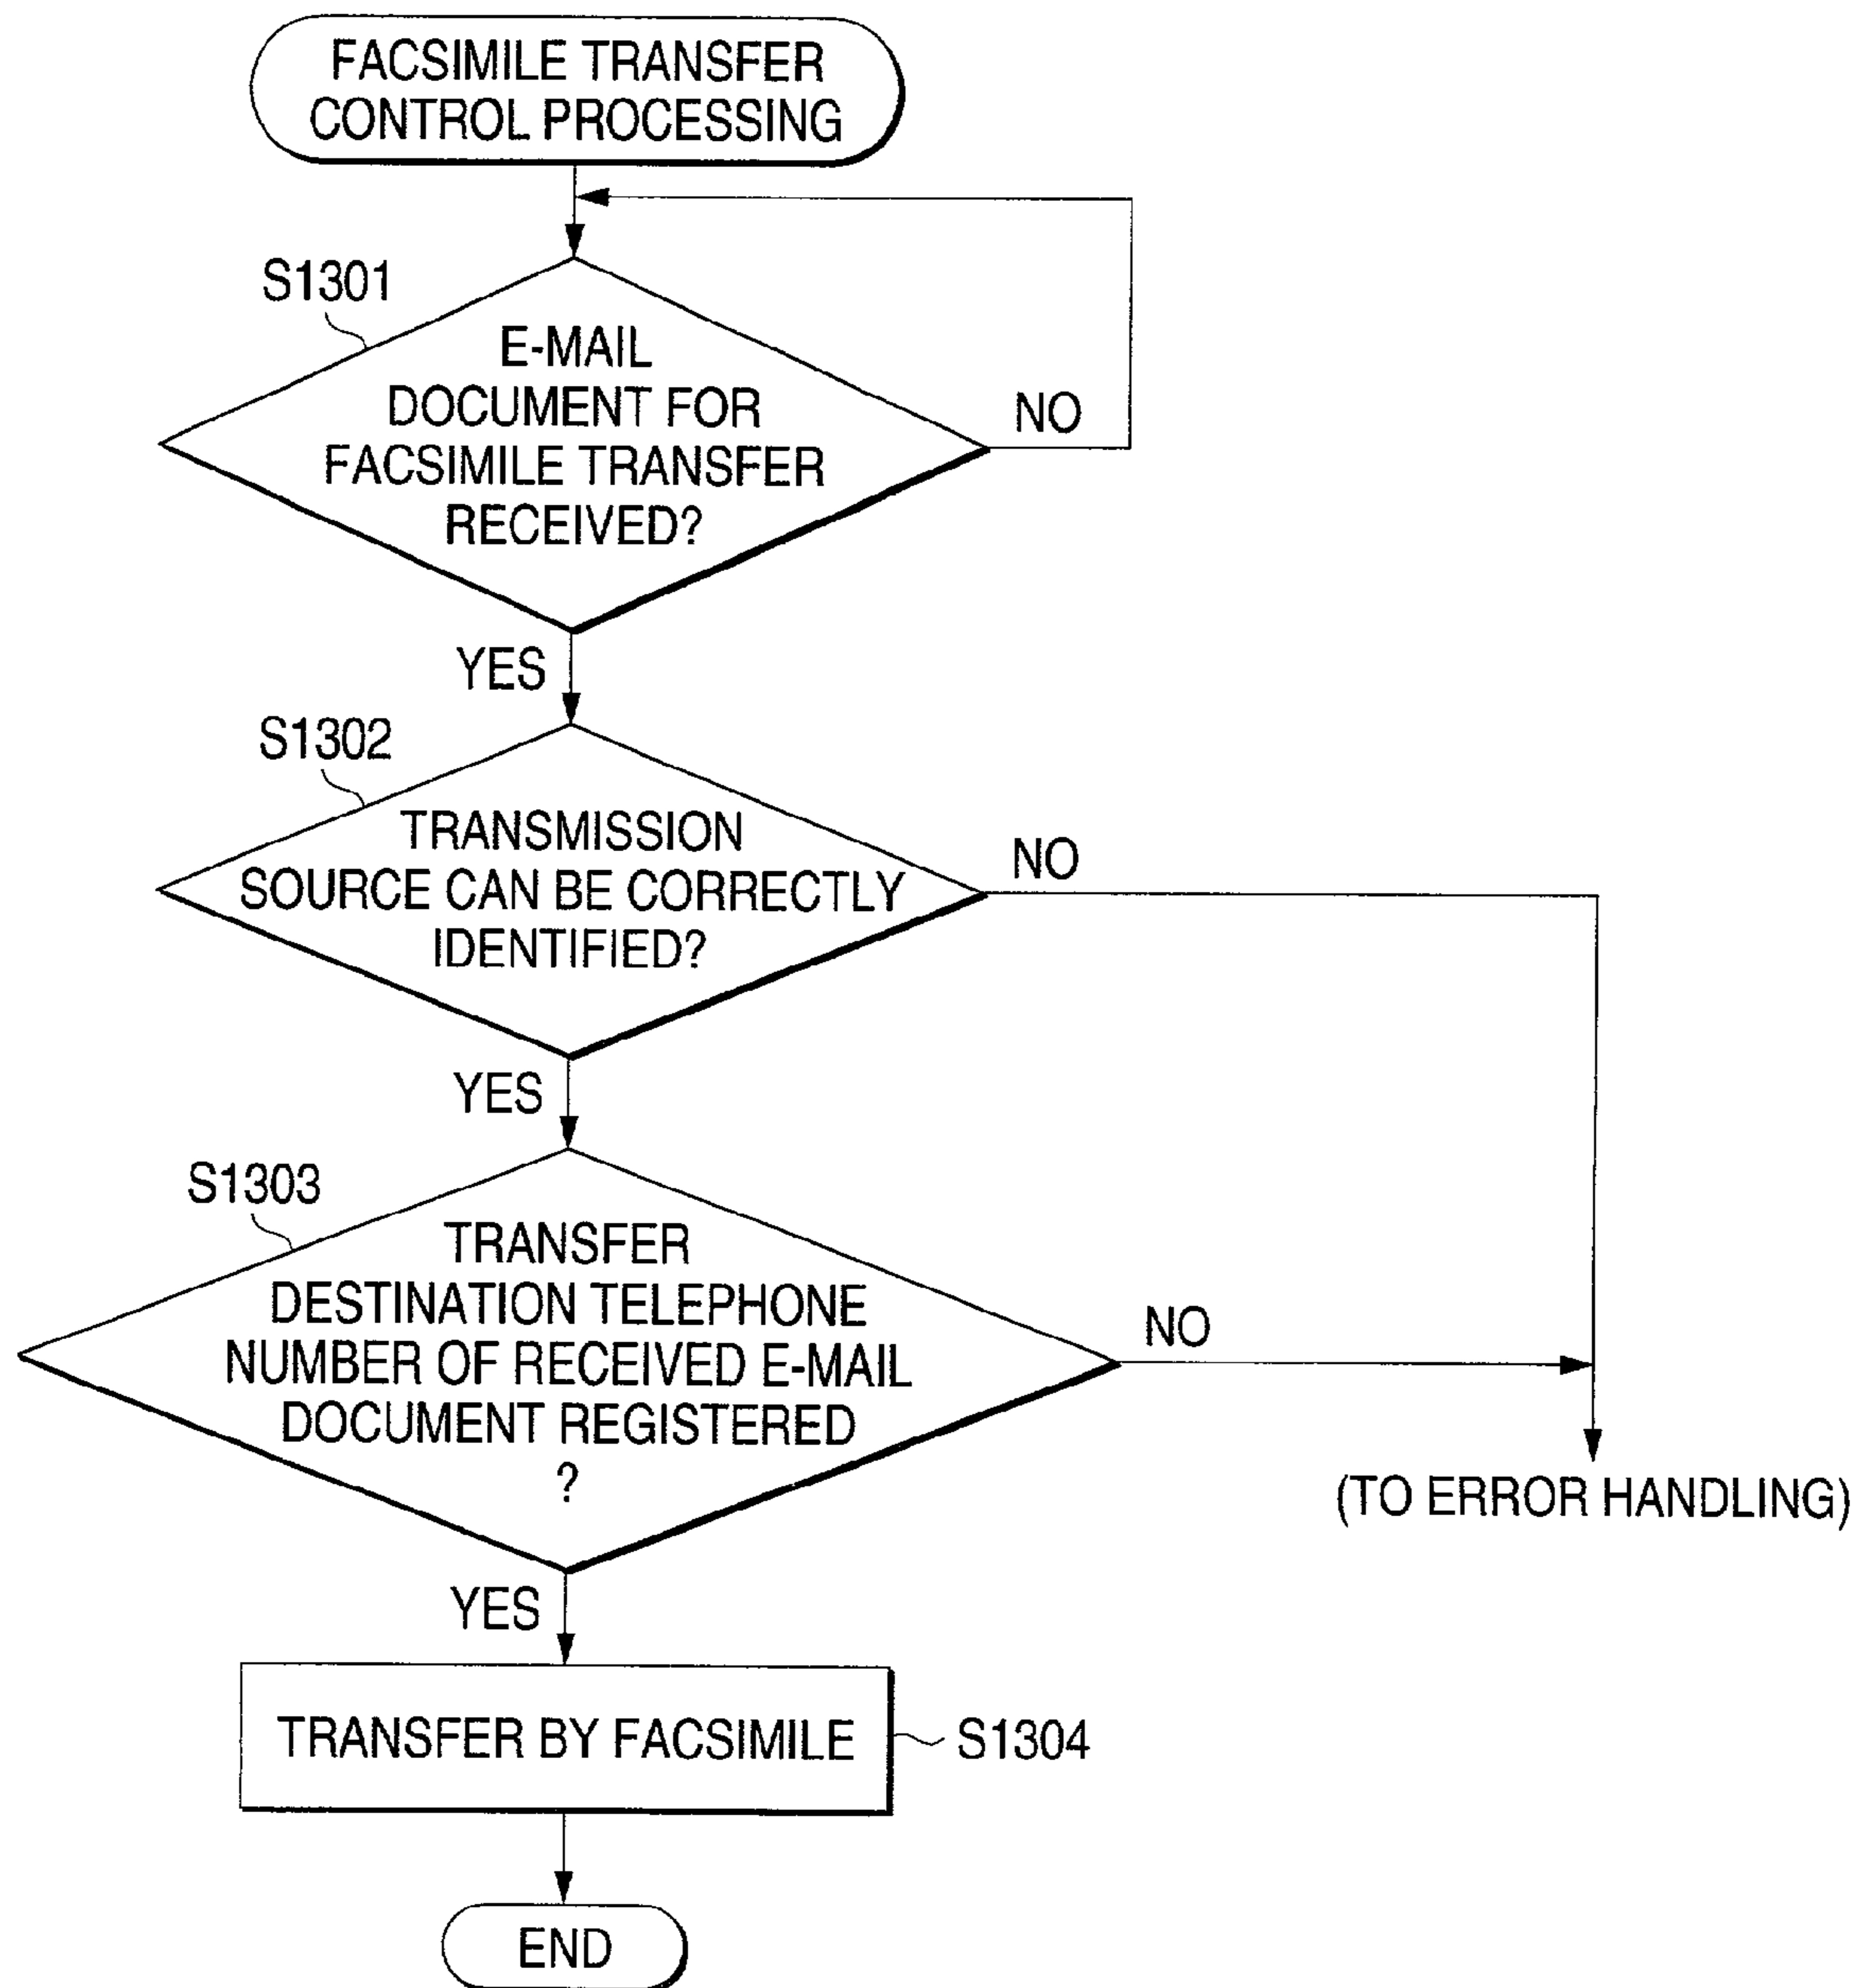 FACSIMILE TRANSFER
CONTROL PROCESSING
S1301
E-MAIL
DOCUMENT FOR
FACSIMILE TRANSFER
RECEIVED?
NO
YES
S1302
TRANSMISSION
SOURCE CAN BE CORRECTLY
IDENTIFIED?
NO
YES
S1303
TRANSFER
DESTINATION TELEPHONE
NUMBER OF RECEIVED E-MAIL
DOCUMENT REGISTERED
?
NO
(TO ERROR HANDLING)
YES
TRANSFER BY FACSIMILE
S1304
END